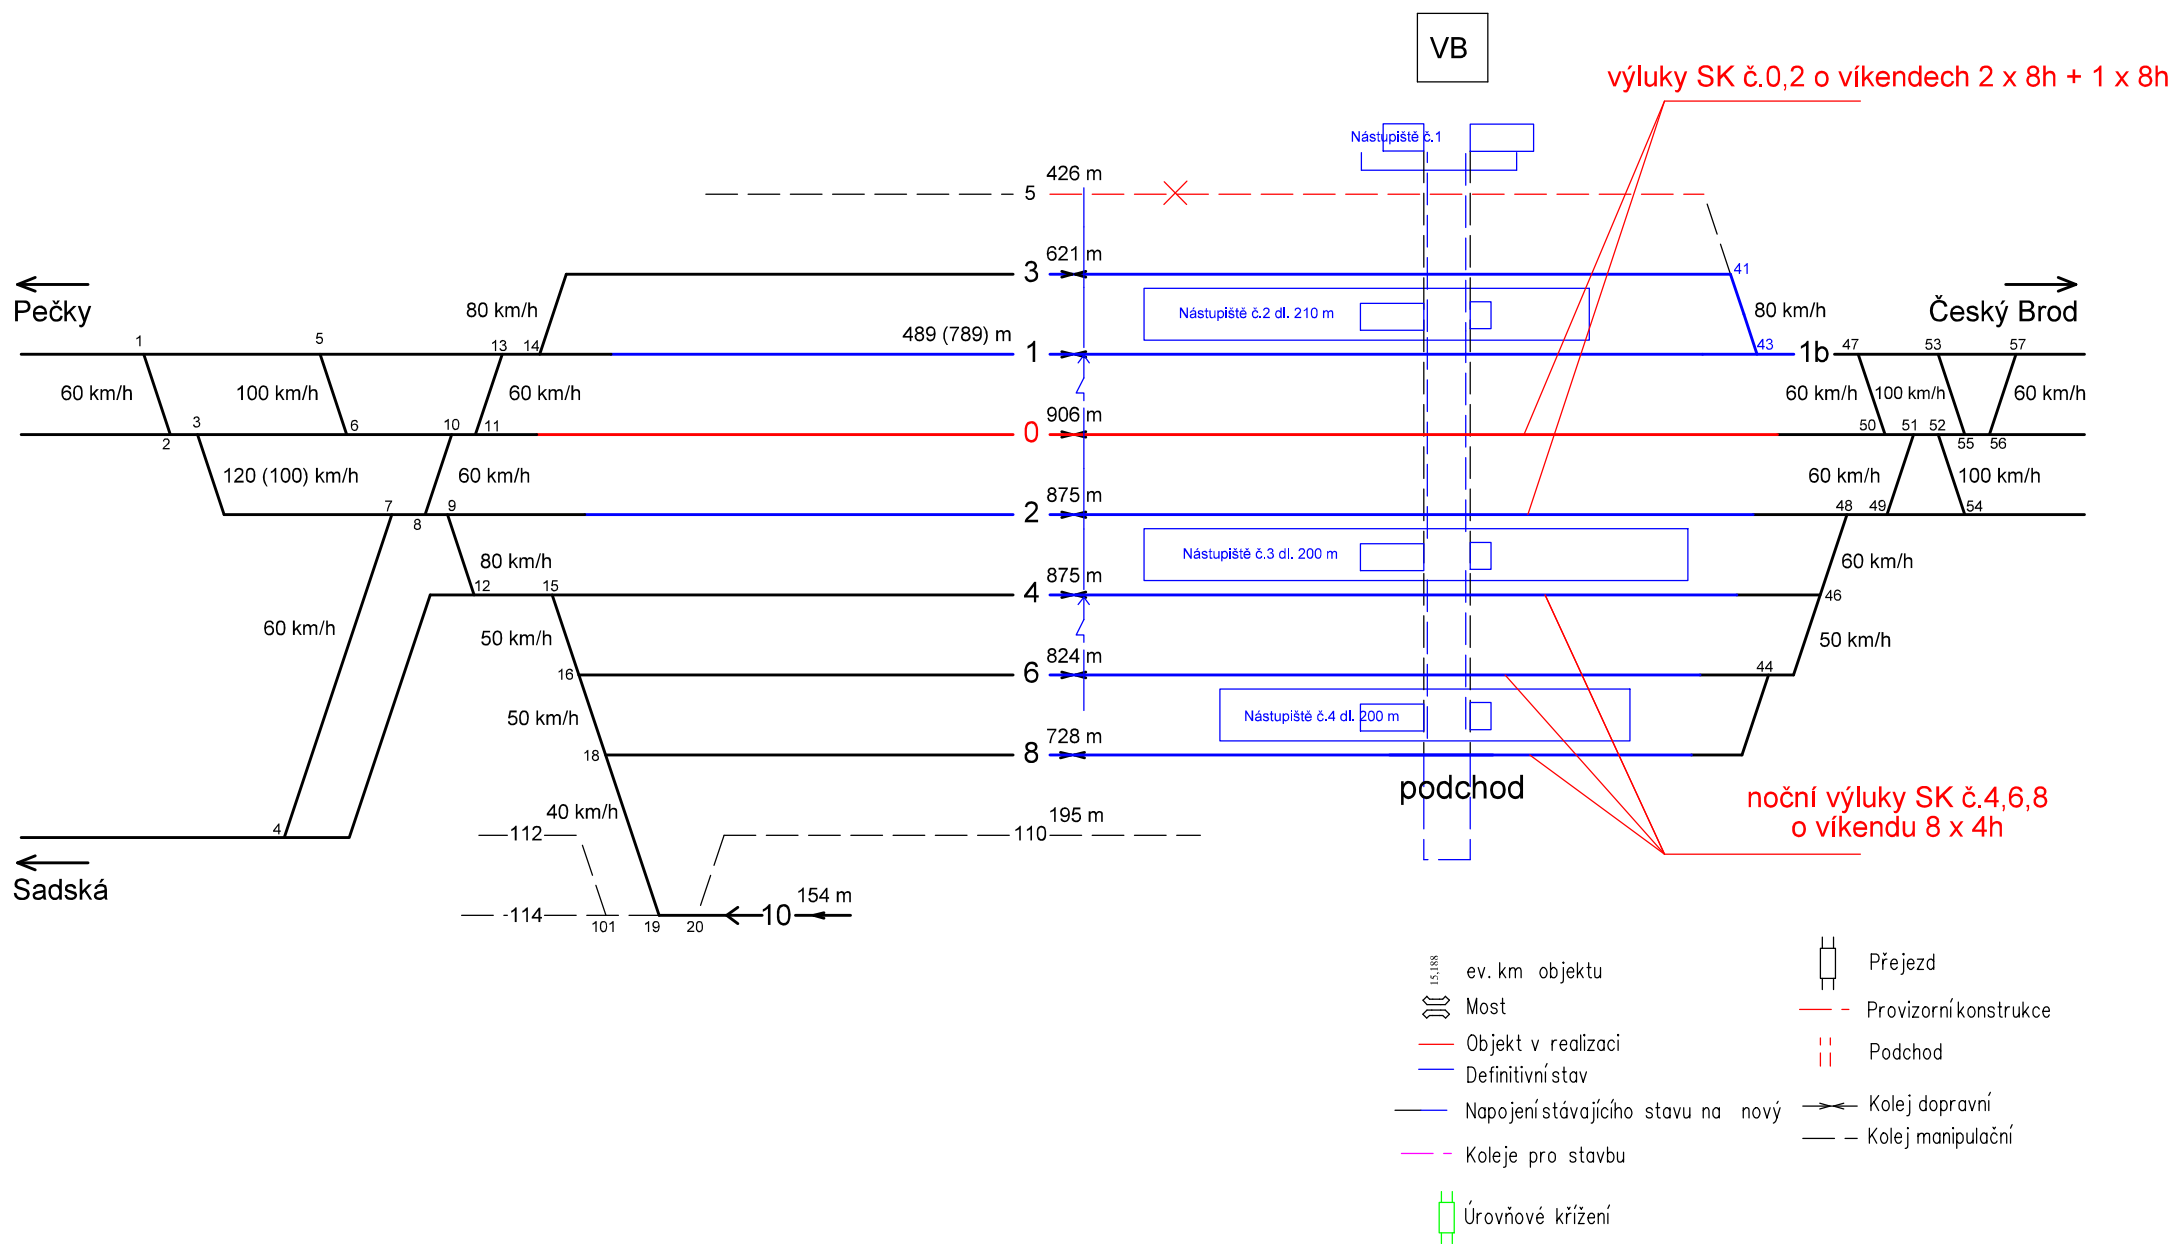 VB
výluky SK č.0,2 o víkendech 2 x 8h + 1 x 8h
Nástupiště č.1
426 m
5
621 m
3
41
Pečky
80 km/h
Nástupiště č.2 dl. 210 m
80 km/h
Český Brod
1
5
13
14
489 (789) m
1
43
1b
47
53
57
60 km/h
100 km/h
60 km/h
60 km/h
100 km/h
60 km/h
906 m
2
3
6
10
11
0
50
51
52
55
56
120 (100) km/h
60 km/h
60 km/h
100 km/h
875 m
7
8
9
2
48
49
54
80 km/h
Nástupiště č.3 dl. 200 m
60 km/h
875 m
12
15
4
46
60 km/h
50 km/h
50 km/h
824 m
16
6
44
50 km/h
Nástupiště č.4 dl. 200 m
728 m
18
8
podchod
noční výluky SK č.4,6,8
o víkendu 8 x 4h
40 km/h
195 m
4
112
110
Sadská
154 m
114
101
19
20
10
15,188
ev. km objektu
Přejezd
Most
Provizorní konstrukce
Objekt v realizaci
Podchod
Definitivní stav
Napojení stávajícího stavu na nový
Kolej dopravní
Kolej manipulační
Koleje pro stavbu
Úrovňové křížení